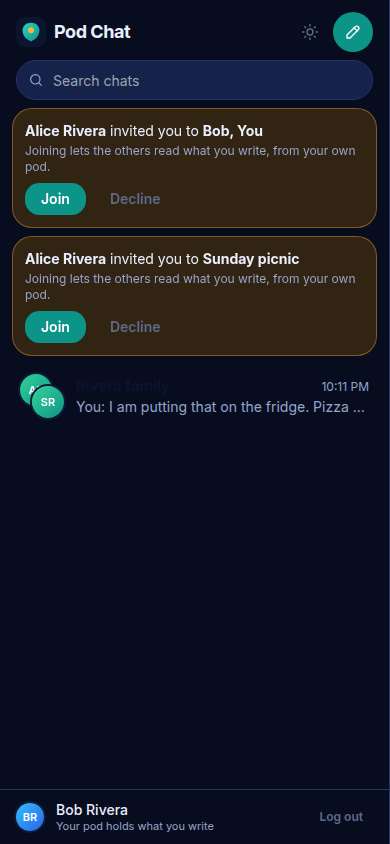 Pod Chat
Search chats
Alice Rivera invited you to Bob, You
Joining lets the others read what you write, from your own
pod.
Join Decline
Alice Rivera invited you to Sunday picnic
Joining lets the others read what you write, from your own
pod.
Join Decline
Rivera family 10:11 PM
SR
You: I am putting that on the fridge. Pizza ...
BR
Bob Rivera
Your pod holds what you write
Log out